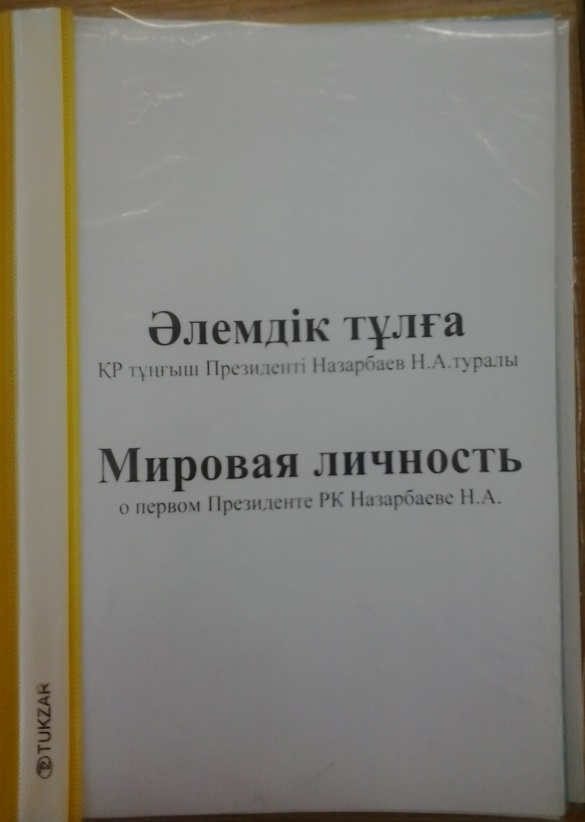 Әлемдік тұлға
ҚР тұңғыш Президенті Назарбаев Н.А.туралы
Мировая личность
о первом Президенте РК Назарбаеве Н.А.
TUKZAR